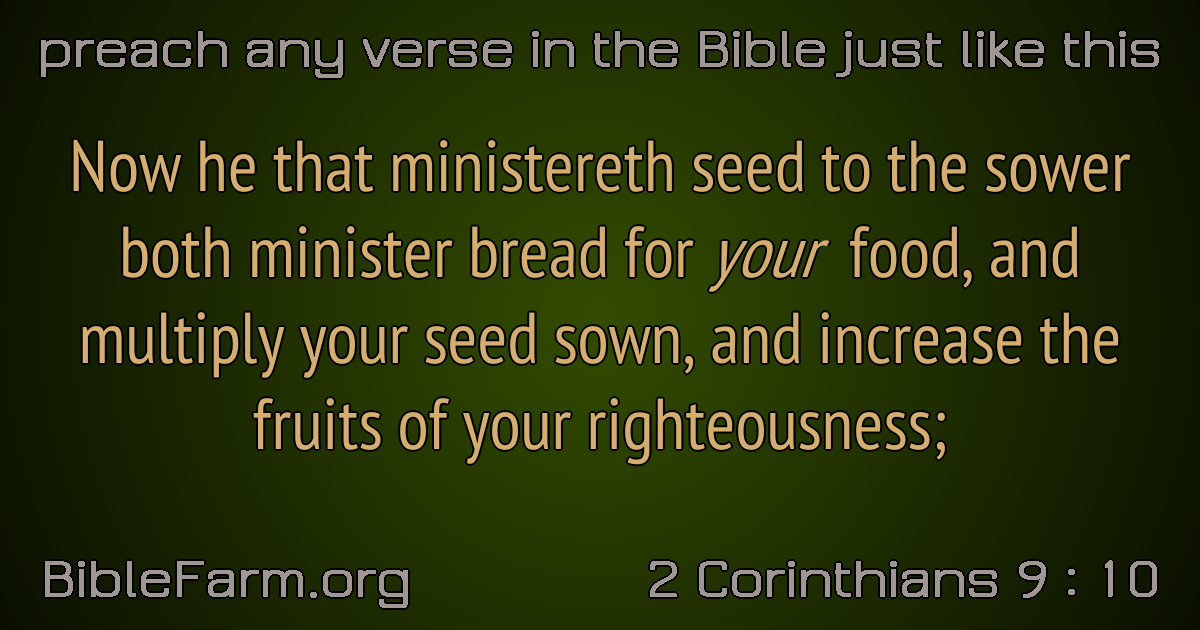 preach any verse in the Bible just like this
Now he that ministereth seed to the sower
both minister bread for your food, and
multiply your seed sown, and increase the
fruits of your righteousness;
BibleFarm.org
2 Corinthians 9 : 10